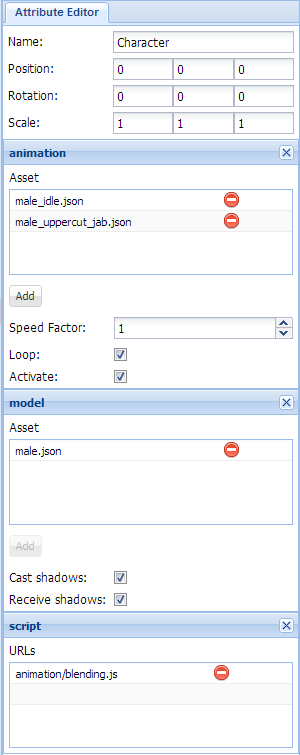 Attribute Editor
Name: Character
Position: 0 0 0
Rotation: 0 0 0
Scale: 1 1 1
animation
Asset
male_idle.json
male_uppercut_jab.json
Add
Speed Factor: 1
Loop:
Activate:
model
Asset
male.json
Add
Cast shadows:
Receive shadows:
script
URLs
animation/blending.js